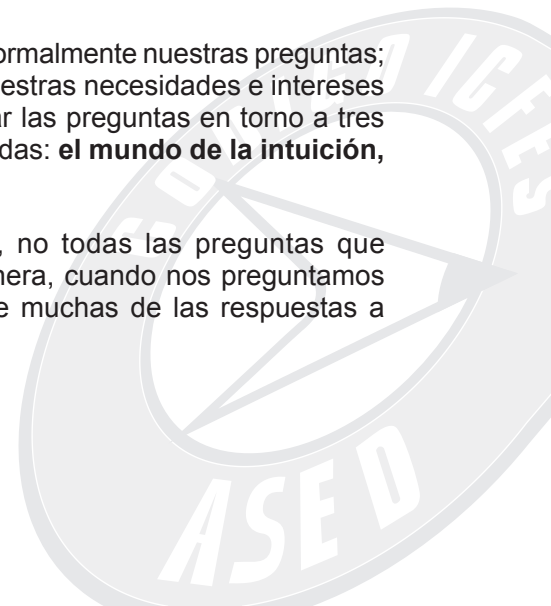 ormalmente nuestras preguntas;
estras necesidades e intereses
ar las preguntas en torno a tres
das: el mundo de la intuición,
, no todas las preguntas que
nera, cuando nos preguntamos
e muchas de las respuestas a
ICFES
ASED